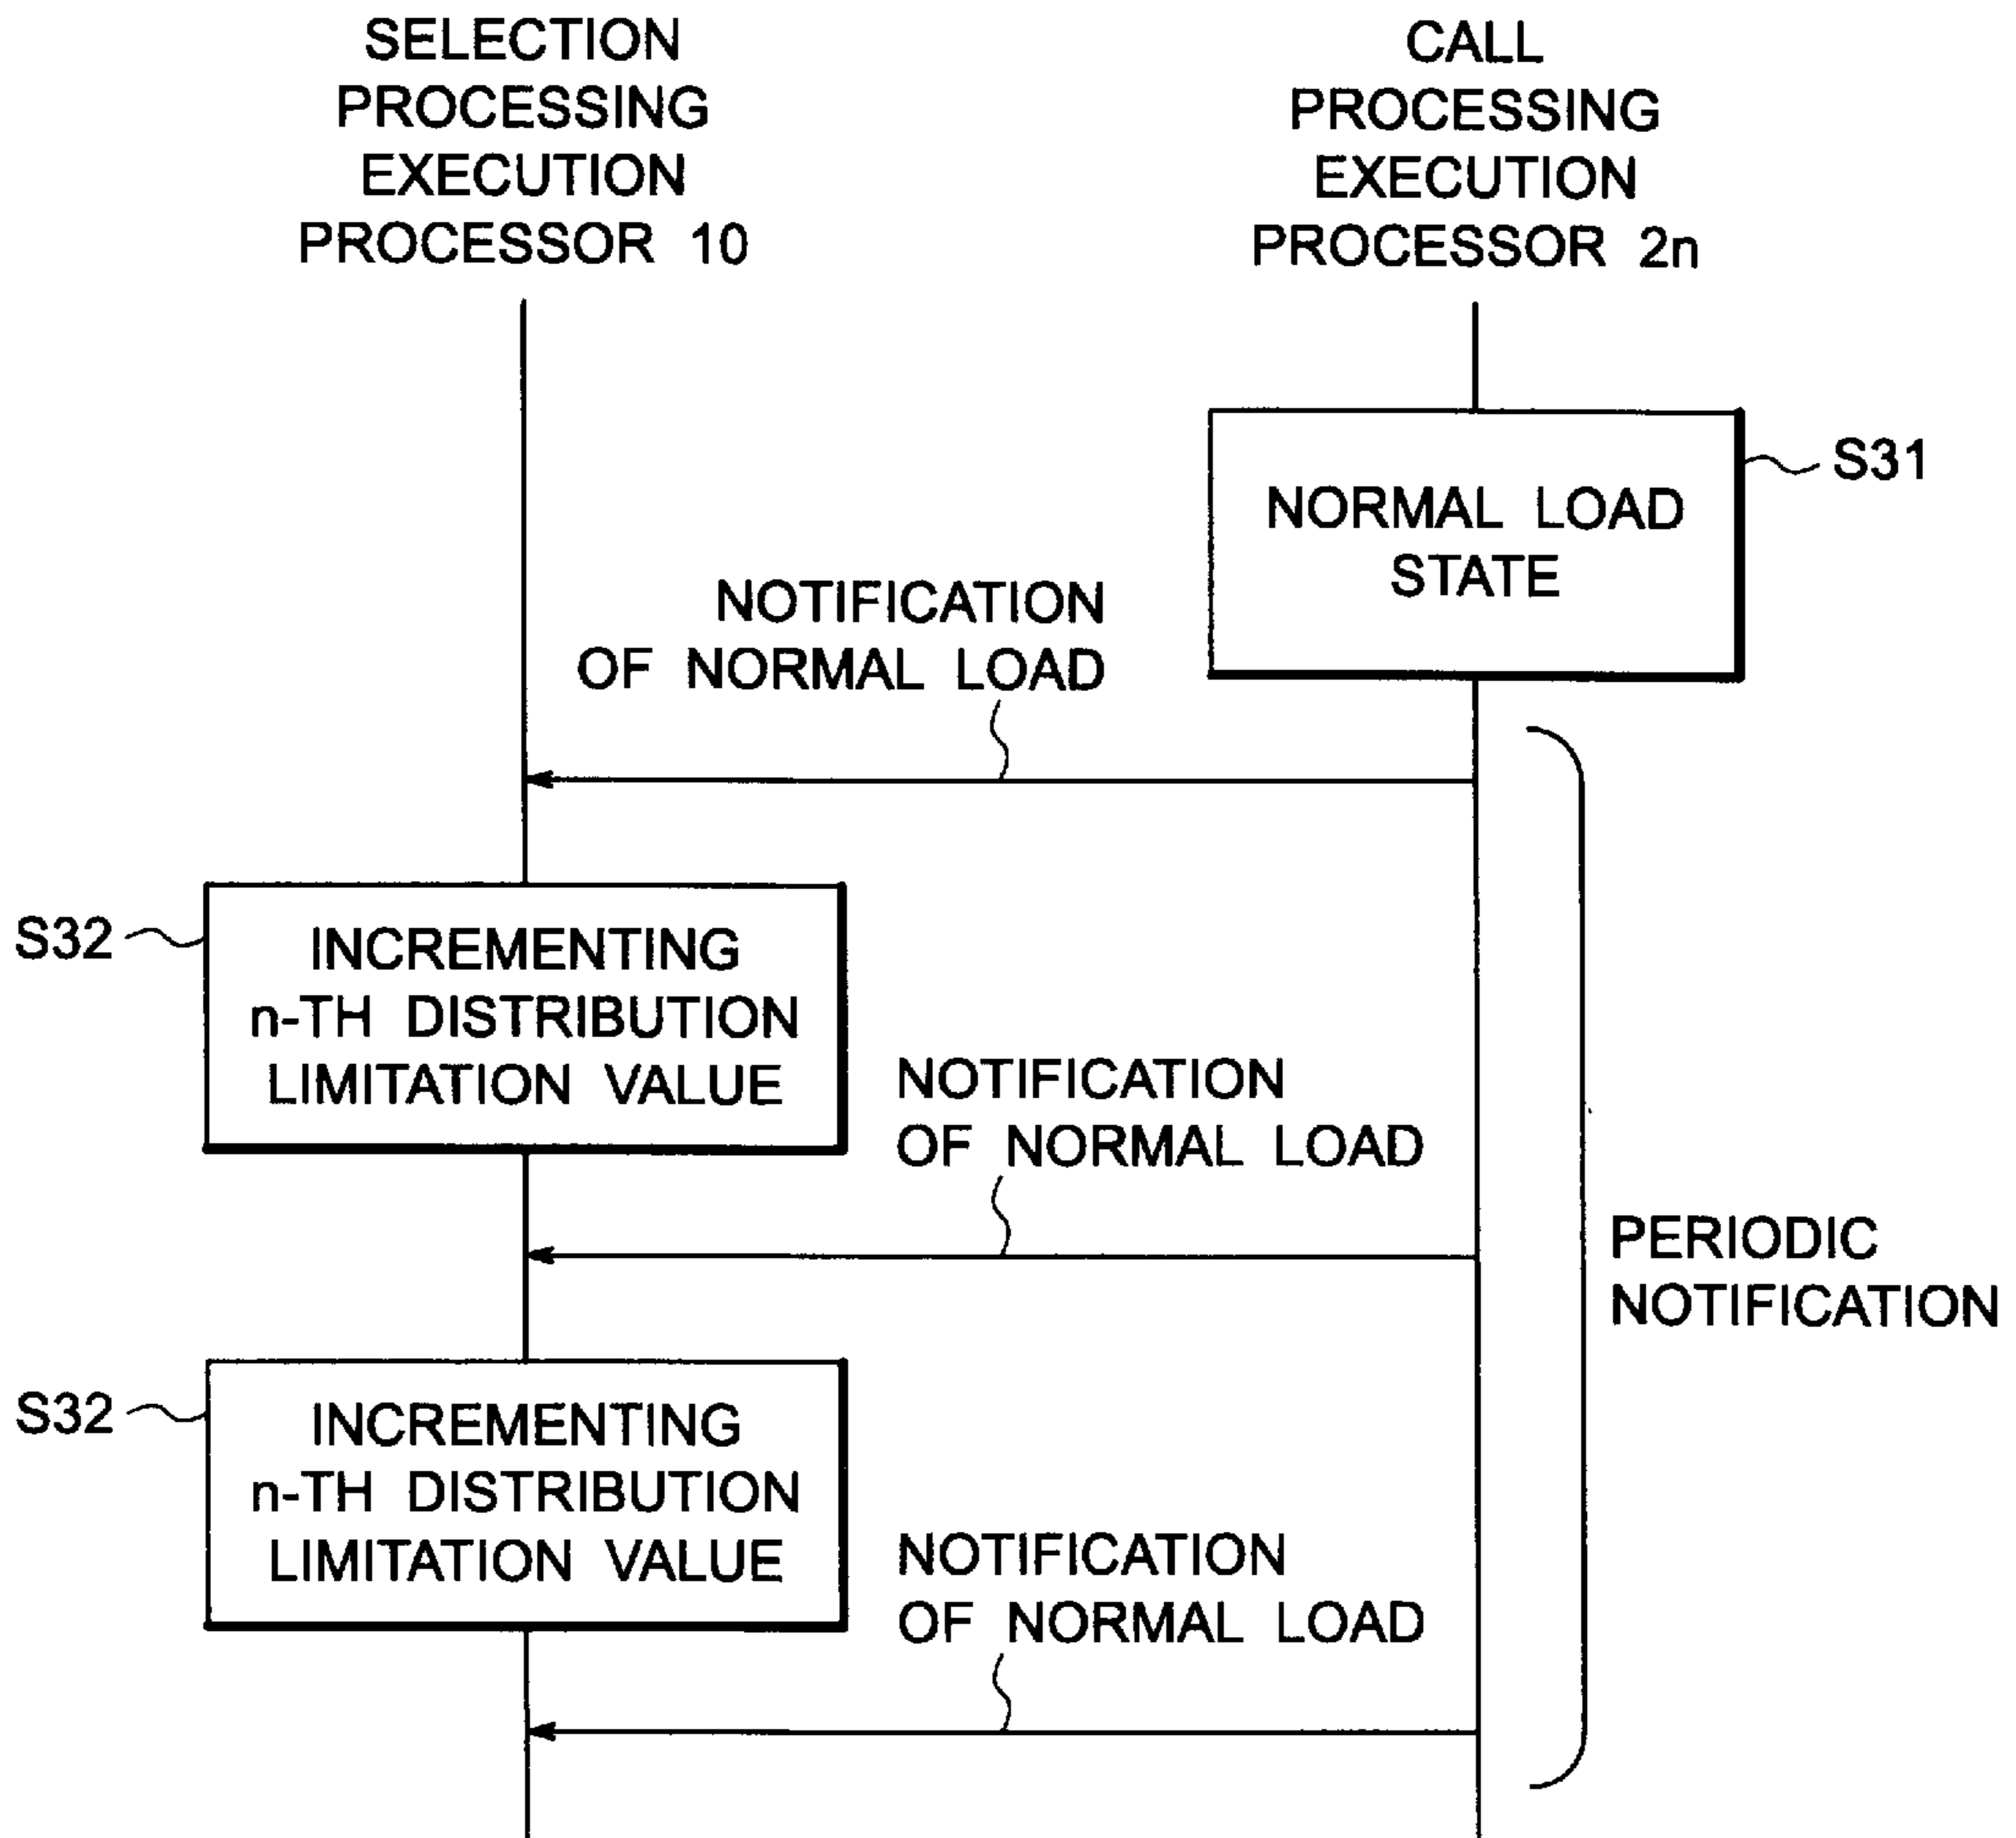 SELECTION
PROCESSING
EXECUTION
PROCESSOR 10
CALL
PROCESSING
EXECUTION
PROCESSOR 2n
S31
NORMAL LOAD
STATE
NOTIFICATION
OF NORMAL LOAD
S32
INCREMENTING
n-TH DISTRIBUTION
LIMITATION VALUE
NOTIFICATION
OF NORMAL LOAD
PERIODIC
NOTIFICATION
S32
INCREMENTING
n-TH DISTRIBUTION
LIMITATION VALUE
NOTIFICATION
OF NORMAL LOAD